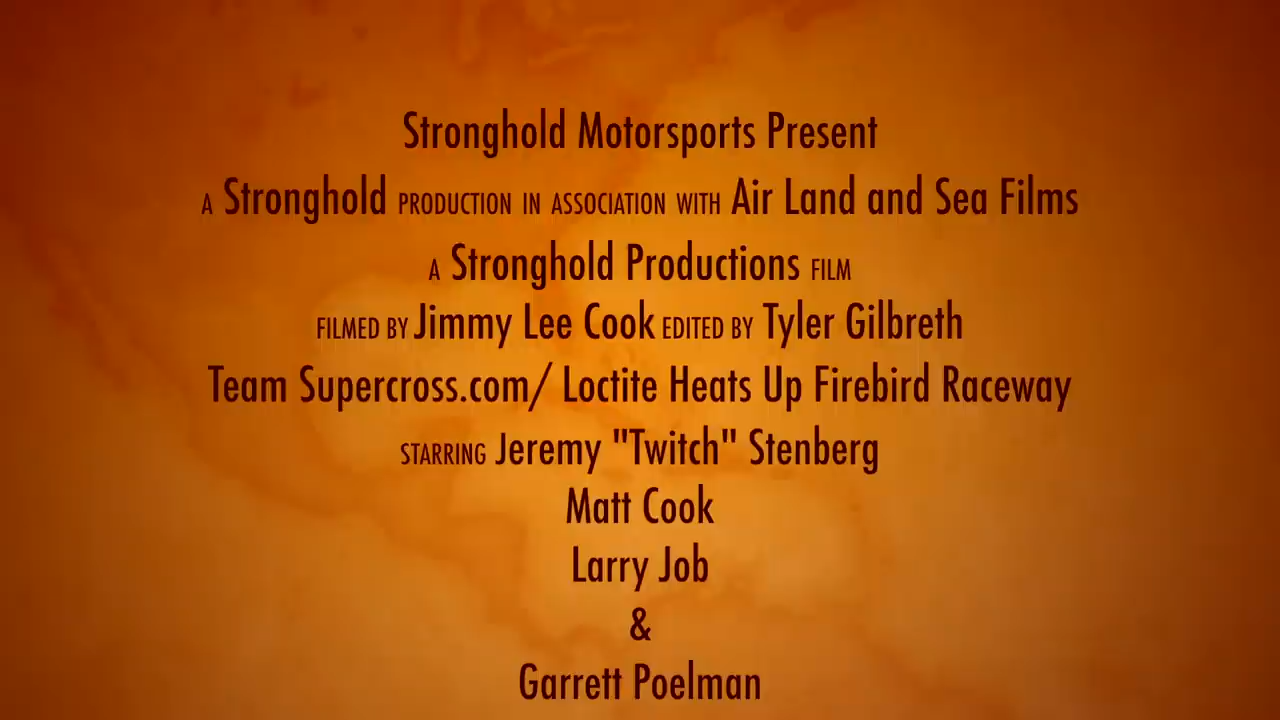 Stronghold Motorsports Present
A Stronghold PRODUCTION IN ASSOCIATION WITH Air Land and Sea Films
A Stronghold Productions FILM
FILMED BY Jimmy Lee Cook EDITED BY Tyler Gilbreth
Team Supercross.com/ Loctite Heats Up Firebird Raceway
STARRING Jeremy "Twitch" Stenberg
Matt Cook
Larry Job
&
Garrett Poelman